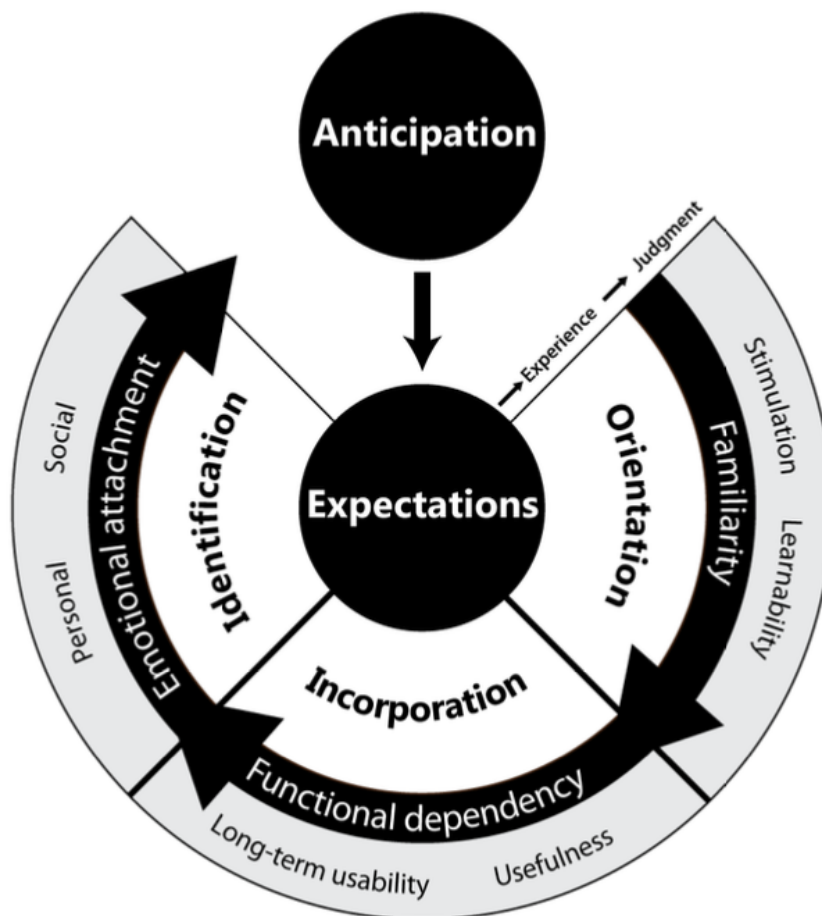 Anticipation
Experience
Judgment
Expectations
Orientation
Familiarity
Stimulation
Learnability
Incorporation
Functional dependency
Usefulness
Long-term usability
Identification
Emotional attachment
Personal
Social